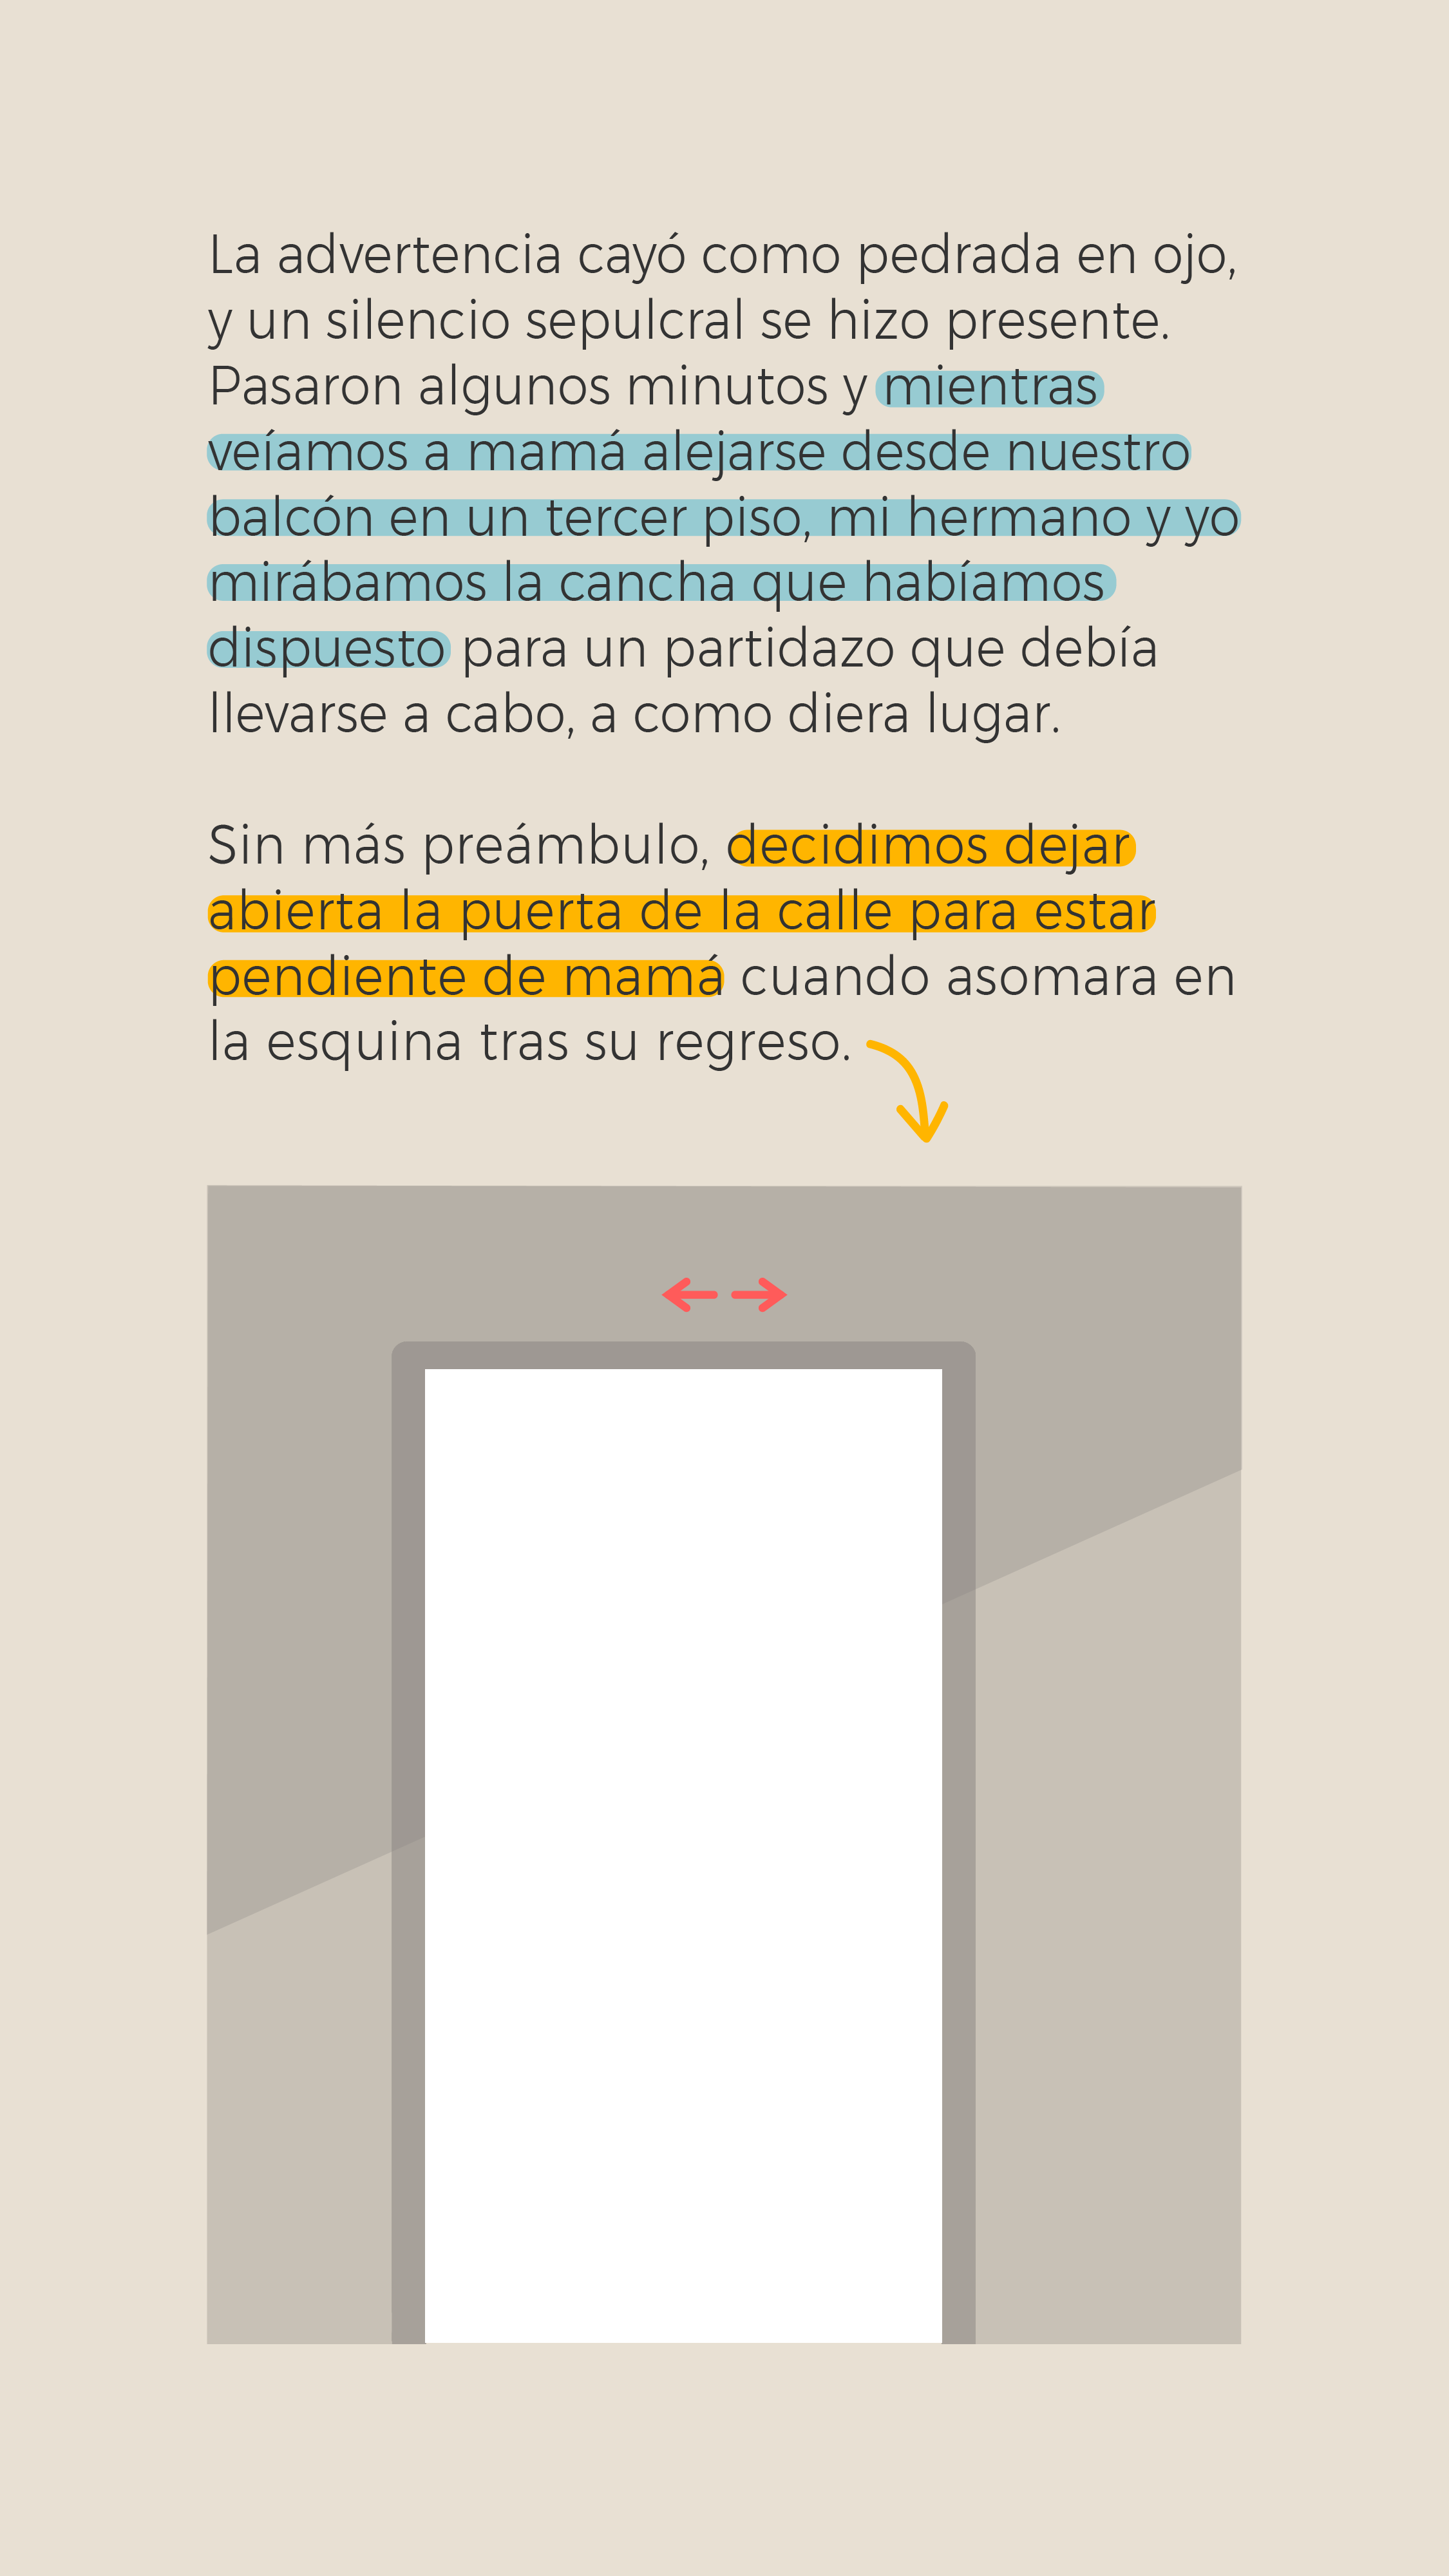 La advertencia cayó como pedrada en ojo,
y un silencio sepulcral se hizo presente.
Pasaron algunos minutos y mientras
veíamos a mamá alejarse desde nuestro
balcón en un tercer piso, mi hermano y yo
mirábamos la cancha que habíamos
dispuesto para un partidazo que debía
llevarse a cabo, a como diera lugar.
Sin más preámbulo, decidimos dejar
abierta la puerta de la calle para estar
pendiente de mamá cuando asomara en
la esquina tras su regreso.